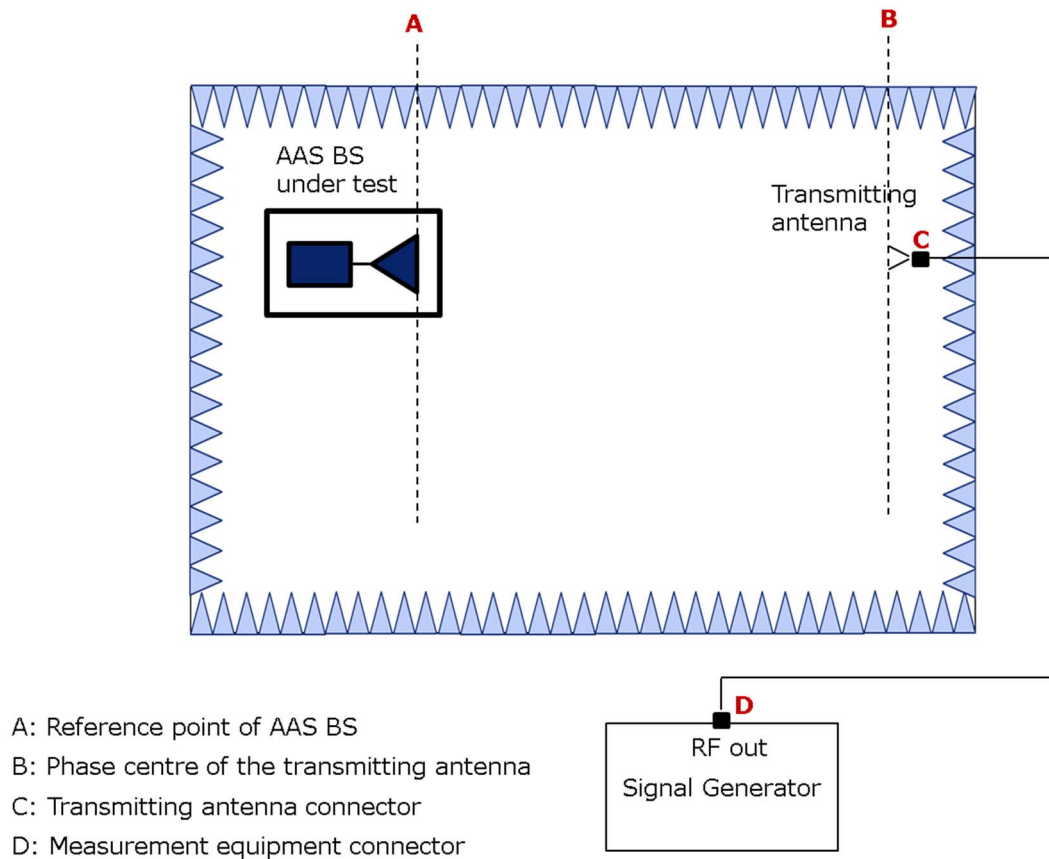 A
B
AAS BS
under test
Transmitting
antenna
C
D
RF out
Signal Generator
A: Reference point of AAS BS
B: Phase centre of the transmitting antenna
C: Transmitting antenna connector
D: Measurement equipment connector